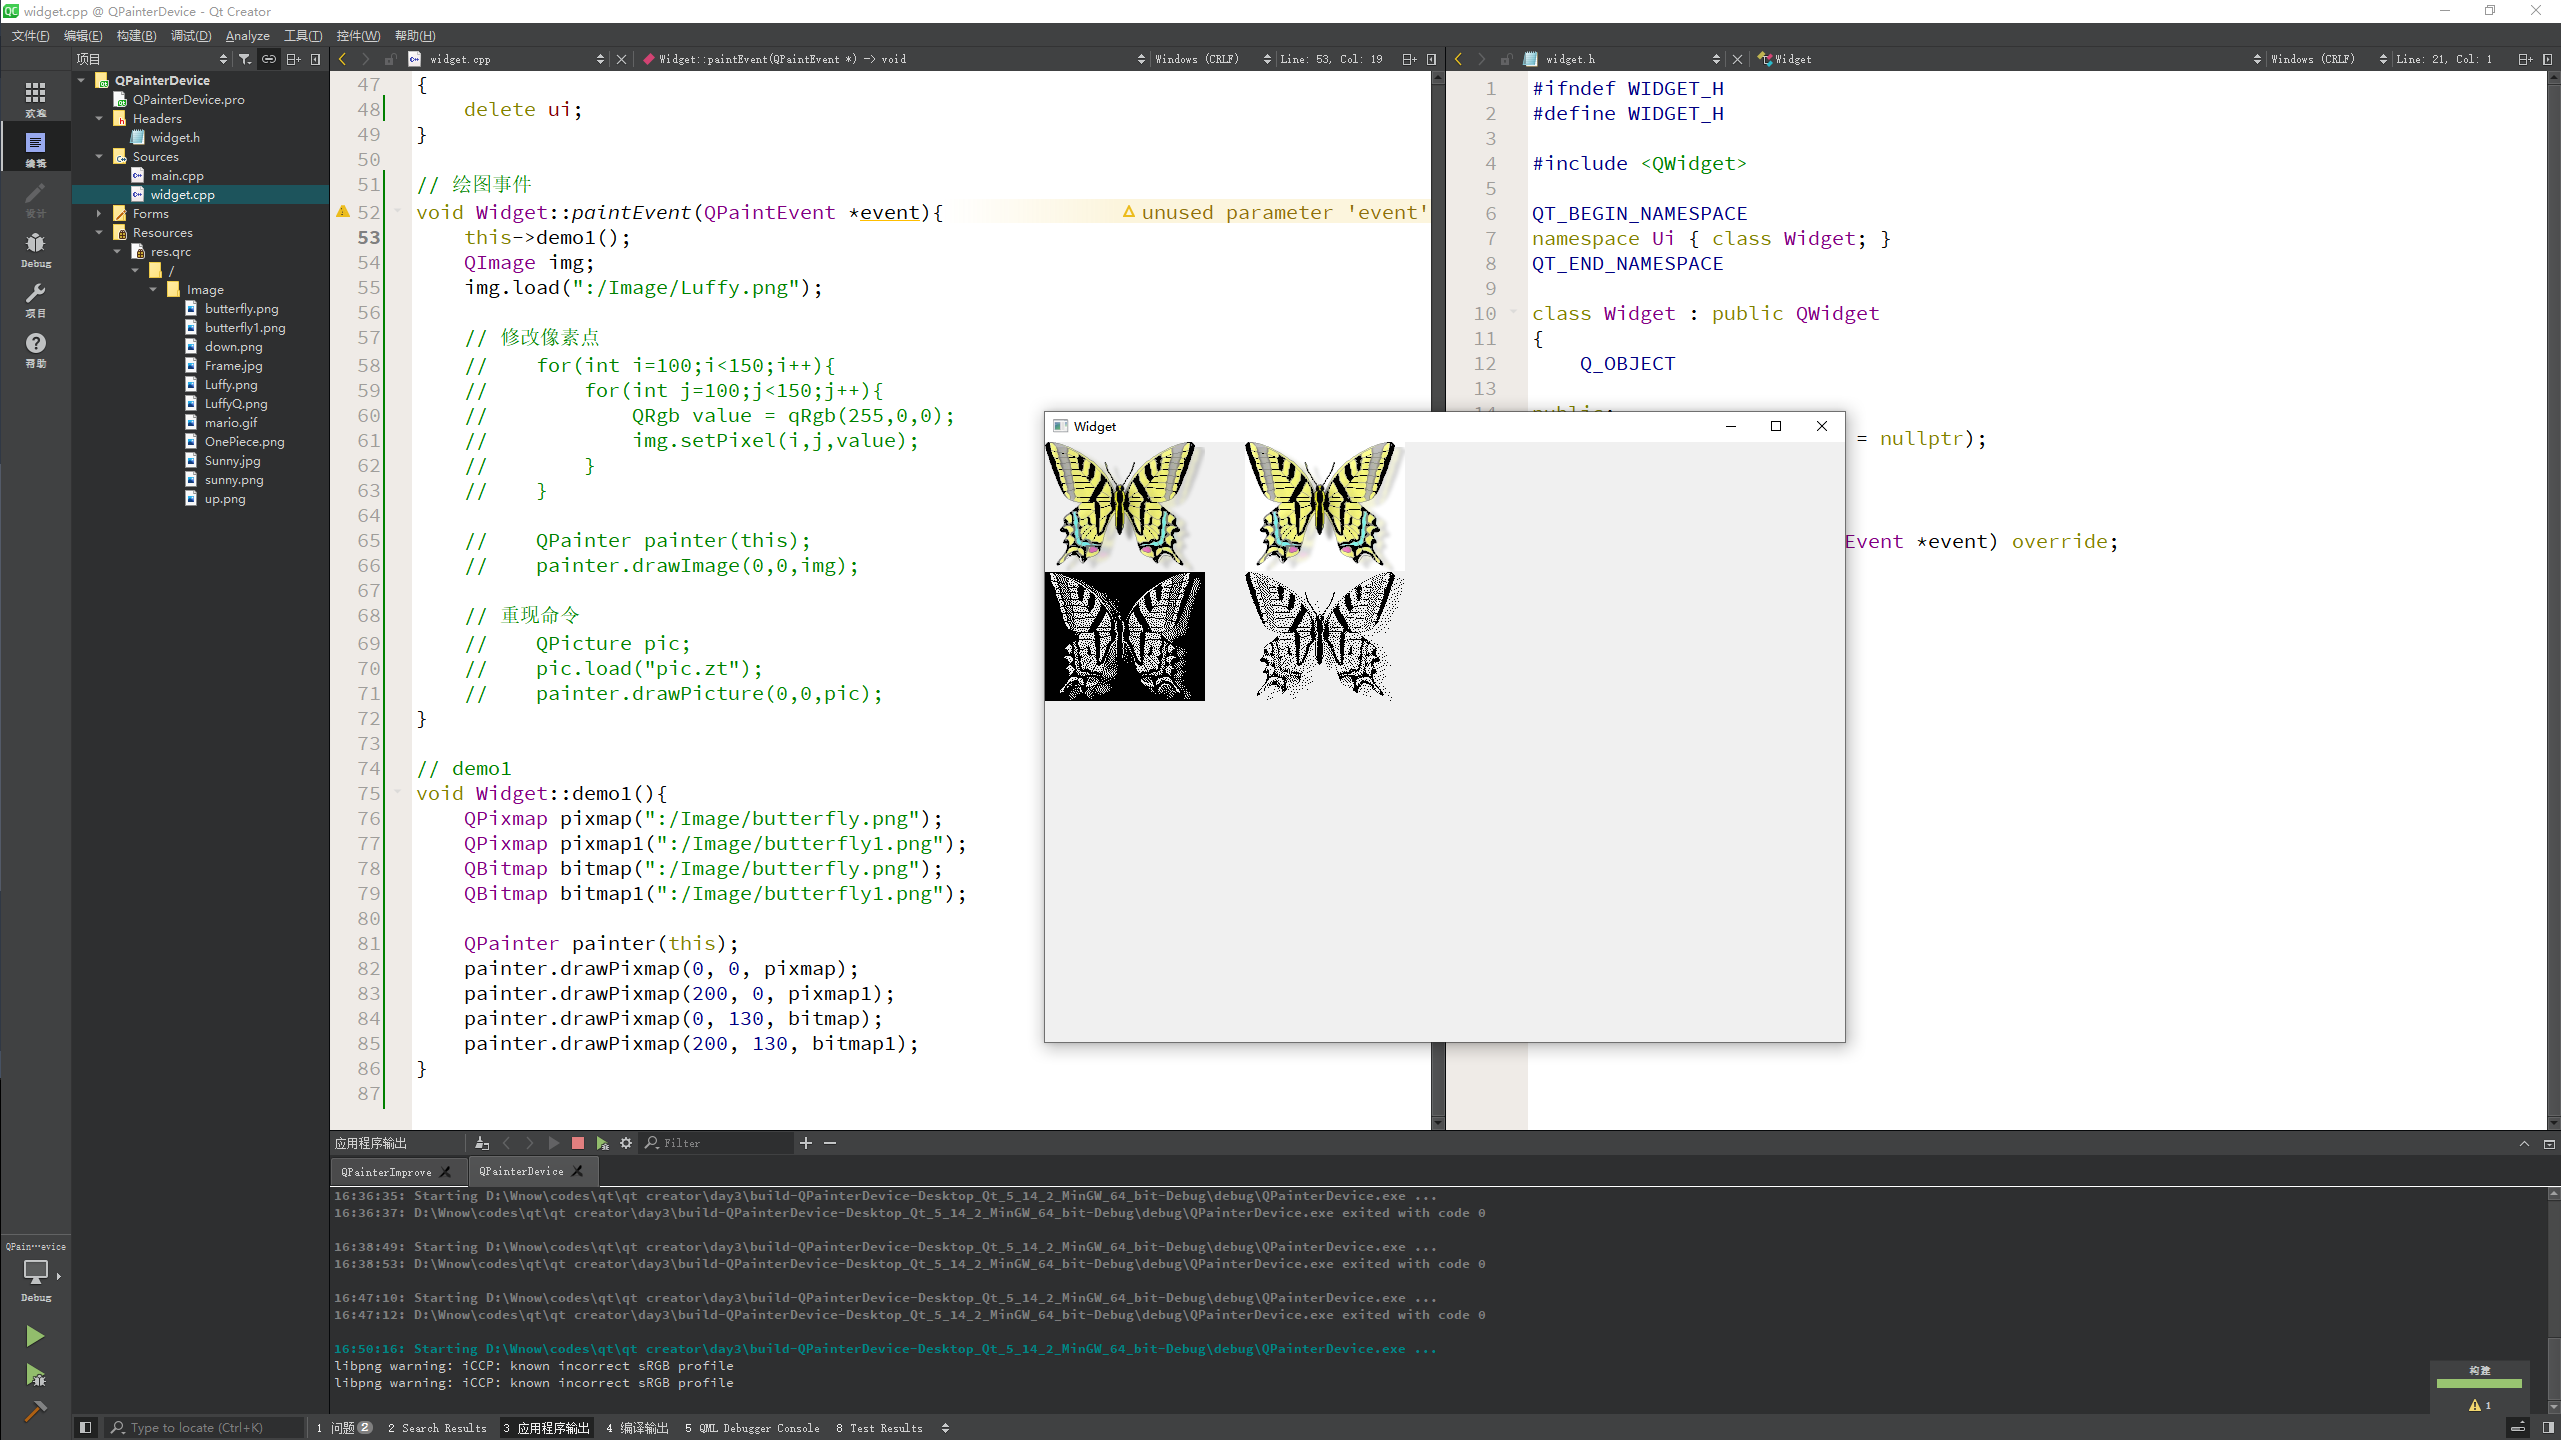 widget.cpp @ QPainterDevice - Qt Creator
文件(F) 编辑(E) 构建(B) 调试(D) Analyze 工具(T) 控件(W) 帮助(H)
项目
widget.cpp
Widget::paintEvent(QPaintEvent *) -> void
Windows (CRLF)
Line: 53, Col: 19
widget.h
Widget
Windows (CRLF)
Line: 21, Col: 1
欢迎
编辑
设计
Debug
项目
帮助
QPainterDevice
QPainterDevice.pro
Headers
widget.h
Sources
main.cpp
widget.cpp
Forms
Resources
res.qrc
/
Image
butterfly.png
butterfly1.png
down.png
Frame.jpg
Luffy.png
LuffyQ.png
mario.gif
OnePiece.png
Sunny.jpg
sunny.png
up.png
47 {
48     delete ui;
49 }
50
51 // 绘图事件
52 void Widget::paintEvent(QPaintEvent *event){ unused parameter 'event'
53     this->demo1();
54     QImage img;
55     img.load(":/Image/Luffy.png");
56
57     // 修改像素点
58     //    for(int i=100;i<150;i++){
59     //        for(int j=100;j<150;j++){
60     //            QRgb value = qRgb(255,0,0);
61     //            img.setPixel(i,j,value);
62     //        }
63     //    }
64
65     //    QPainter painter(this);
66     //    painter.drawImage(0,0,img);
67
68     // 重现命令
69     //    QPicture pic;
70     //    pic.load("pic.zt");
71     //    painter.drawPicture(0,0,pic);
72 }
73
74 // demo1
75 void Widget::demo1(){
76     QPixmap pixmap(":/Image/butterfly.png");
77     QPixmap pixmap1(":/Image/butterfly1.png");
78     QBitmap bitmap(":/Image/butterfly.png");
79     QBitmap bitmap1(":/Image/butterfly1.png");
80
81     QPainter painter(this);
82     painter.drawPixmap(0, 0, pixmap);
83     painter.drawPixmap(200, 0, pixmap1);
84     painter.drawPixmap(0, 130, bitmap);
85     painter.drawPixmap(200, 130, bitmap1);
86 }
87
1 #ifndef WIDGET_H
2 #define WIDGET_H
3
4 #include <QWidget>
5
6 QT_BEGIN_NAMESPACE
7 namespace Ui { class Widget; }
8 QT_END_NAMESPACE
9
10 class Widget : public QWidget
11 {
12     Q_OBJECT
13
14 public:
= nullptr);
Event *event) override;
Widget
应用程序输出
Filter
QPainterImprove
QPainterDevice
16:36:35: Starting D:\Wnow\codes\qt\qt creator\day3\build-QPainterDevice-Desktop_Qt_5_14_2_MinGW_64_bit-Debug\debug\QPainterDevice.exe ...
16:36:37: D:\Wnow\codes\qt\qt creator\day3\build-QPainterDevice-Desktop_Qt_5_14_2_MinGW_64_bit-Debug\debug\QPainterDevice.exe exited with code 0
16:38:49: Starting D:\Wnow\codes\qt\qt creator\day3\build-QPainterDevice-Desktop_Qt_5_14_2_MinGW_64_bit-Debug\debug\QPainterDevice.exe ...
16:38:53: D:\Wnow\codes\qt\qt creator\day3\build-QPainterDevice-Desktop_Qt_5_14_2_MinGW_64_bit-Debug\debug\QPainterDevice.exe exited with code 0
16:47:10: Starting D:\Wnow\codes\qt\qt creator\day3\build-QPainterDevice-Desktop_Qt_5_14_2_MinGW_64_bit-Debug\debug\QPainterDevice.exe ...
16:47:12: D:\Wnow\codes\qt\qt creator\day3\build-QPainterDevice-Desktop_Qt_5_14_2_MinGW_64_bit-Debug\debug\QPainterDevice.exe exited with code 0
16:50:16: Starting D:\Wnow\codes\qt\qt creator\day3\build-QPainterDevice-Desktop_Qt_5_14_2_MinGW_64_bit-Debug\debug\QPainterDevice.exe ...
libpng warning: iCCP: known incorrect sRGB profile
libpng warning: iCCP: known incorrect sRGB profile
QPain…evice
Debug
构建
1
Type to locate (Ctrl+K)
1 问题 2
2 Search Results
3 应用程序输出
4 编译输出
5 QML Debugger Console
8 Test Results